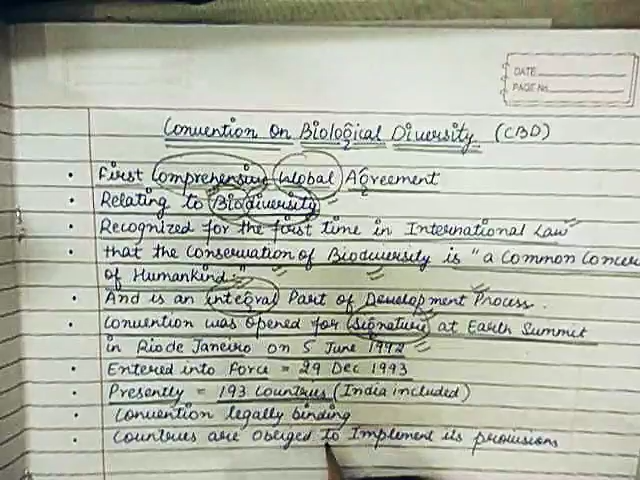 DATE
PAGE No.
Convention on Biological Diversity (CBD)
• First Comprehensive Global Agreement
• Relating to Biodiversity
• Recognized for the first time in International Law
• that the Conservation of Biodiversity is "a Common Concer
of Humankind."
• And is an integral Part of Development Process.
• Convention was opened for signature at Earth Summit
in Rio de Janeiro on 5 June 1992
• Entered into Force = 29 Dec 1993
• Presently = 193 Countries (India included)
• Convention legally binding
• Countries are obliged to Implement its provisions